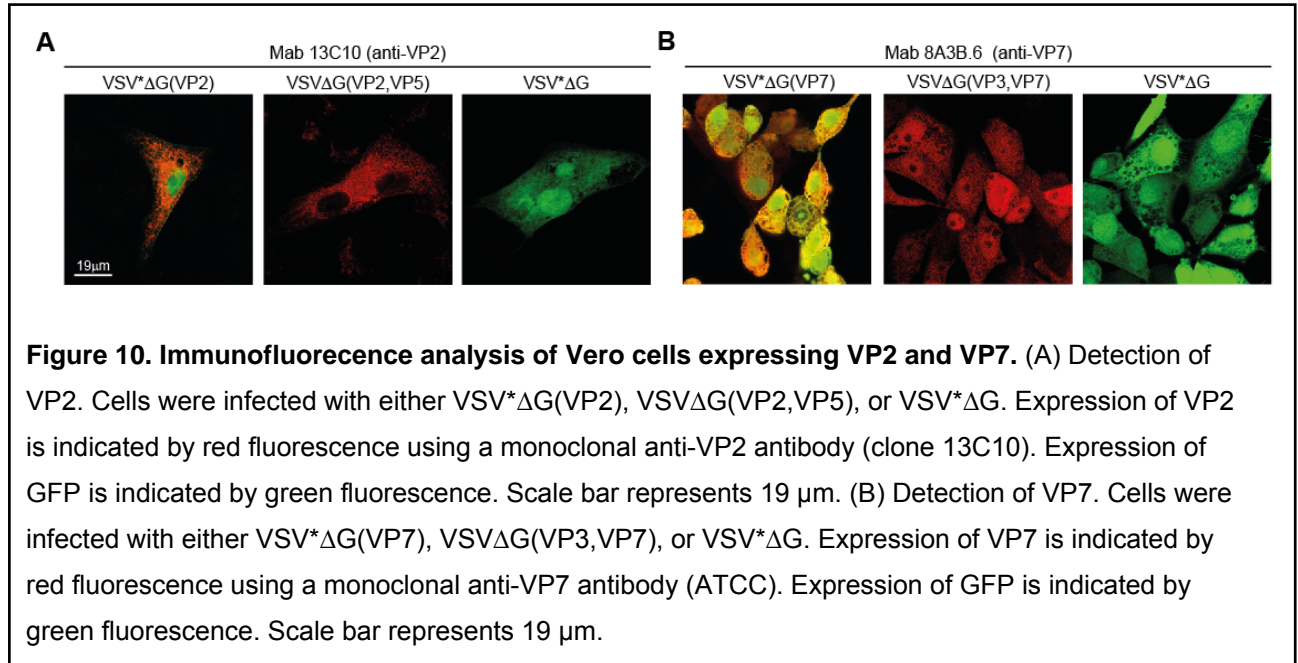 A
Mab 13C10 (anti-VP2)
VSV*ΔG(VP2) VSVΔG(VP2,VP5) VSV*ΔG
19μm
B
Mab 8A3B.6 (anti-VP7)
VSV*ΔG(VP7) VSVΔG(VP3,VP7) VSV*ΔG
Figure 10. Immunofluorecence analysis of Vero cells expressing VP2 and VP7. (A) Detection of
VP2. Cells were infected with either VSV*ΔG(VP2), VSVΔG(VP2,VP5), or VSV*ΔG. Expression of VP2
is indicated by red fluorescence using a monoclonal anti-VP2 antibody (clone 13C10). Expression of
GFP is indicated by green fluorescence. Scale bar represents 19 µm. (B) Detection of VP7. Cells were
infected with either VSV*ΔG(VP7), VSVΔG(VP3,VP7), or VSV*ΔG. Expression of VP7 is indicated by
red fluorescence using a monoclonal anti-VP7 antibody (ATCC). Expression of GFP is indicated by
green fluorescence. Scale bar represents 19 µm.